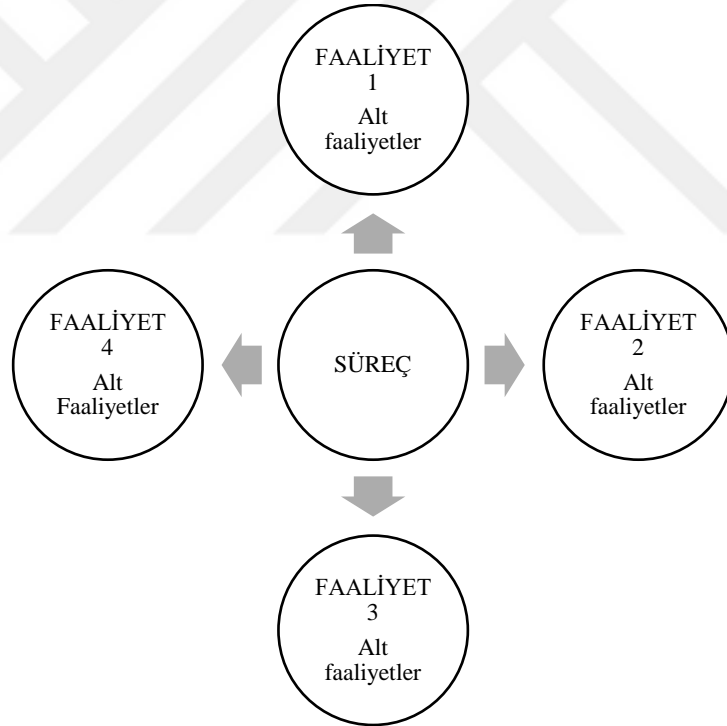 FAALİYET
1
Alt
faaliyetler
FAALİYET
4
Alt
Faaliyetler
SÜREÇ
FAALİYET
2
Alt
faaliyetler
FAALİYET
3
Alt
faaliyetler